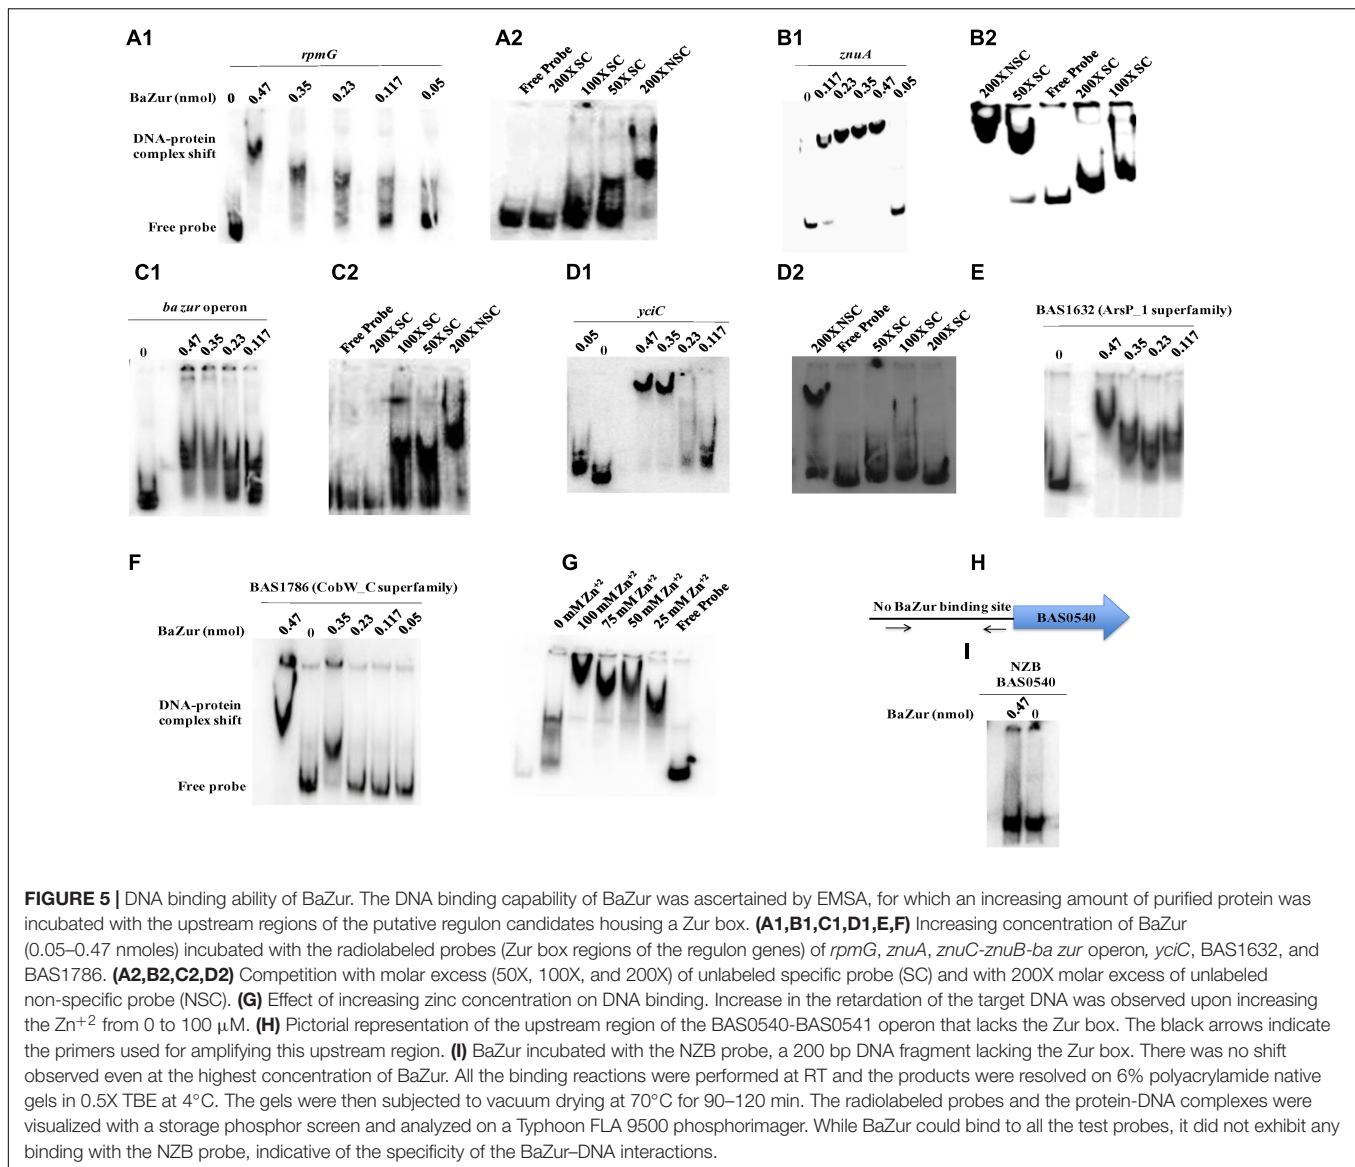 A1
rpmG
BaZur (nmol) 0 0.47 0.35 0.23 0.117 0.05
DNA-protein
complex shift
Free probe
A2
Free Probe 200X SC 100X SC 50X SC 200X NSC
B1
znuA
0 0.117 0.23 0.35 0.47 0.05
B2
200X NSC 50X SC Free Probe 200X SC 100X SC
C1
ba zur operon
0 0.47 0.35 0.23 0.117
C2
Free Probe 200X SC 100X SC 50X SC 200X NSC
D1
yciC
0.05 0 0.47 0.35 0.23 0.117
D2
200X NSC Free Probe 50X SC 100X SC 200X SC
E
BAS1632 (ArsP_1 superfamily)
0 0.47 0.35 0.23 0.117
F
BAS1786 (CobW_C superfamily)
BaZur (nmol) 0.47 0 0.35 0.23 0.117 0.05
DNA-protein
complex shift
Free probe
G
0 mM Zn+2 100 mM Zn+2 75 mM Zn+2 50 mM Zn+2 25 mM Zn+2 Free Probe
H
No BaZur binding site
BAS0540
I
NZB
BAS0540
BaZur (nmol) 0.47 0
FIGURE 5 | DNA binding ability of BaZur. The DNA binding capability of BaZur was ascertained by EMSA, for which an increasing amount of purified protein was
incubated with the upstream regions of the putative regulon candidates housing a Zur box. (A1,B1,C1,D1,E,F) Increasing concentration of BaZur
(0.05–0.47 nmoles) incubated with the radiolabeled probes (Zur box regions of the regulon genes) of rpmG, znuA, znuC-znuB-ba zur operon, yciC, BAS1632, and
BAS1786. (A2,B2,C2,D2) Competition with molar excess (50X, 100X, and 200X) of unlabeled specific probe (SC) and with 200X molar excess of unlabeled
non-specific probe (NSC). (G) Effect of increasing zinc concentration on DNA binding. Increase in the retardation of the target DNA was observed upon increasing
the Zn+2 from 0 to 100 μM. (H) Pictorial representation of the upstream region of the BAS0540-BAS0541 operon that lacks the Zur box. The black arrows indicate
the primers used for amplifying this upstream region. (I) BaZur incubated with the NZB probe, a 200 bp DNA fragment lacking the Zur box. There was no shift
observed even at the highest concentration of BaZur. All the binding reactions were performed at RT and the products were resolved on 6% polyacrylamide native
gels in 0.5X TBE at 4°C. The gels were then subjected to vacuum drying at 70°C for 90–120 min. The radiolabeled probes and the protein-DNA complexes were
visualized with a storage phosphor screen and analyzed on a Typhoon FLA 9500 phosphorimager. While BaZur could bind to all the test probes, it did not exhibit any
binding with the NZB probe, indicative of the specificity of the BaZur–DNA interactions.